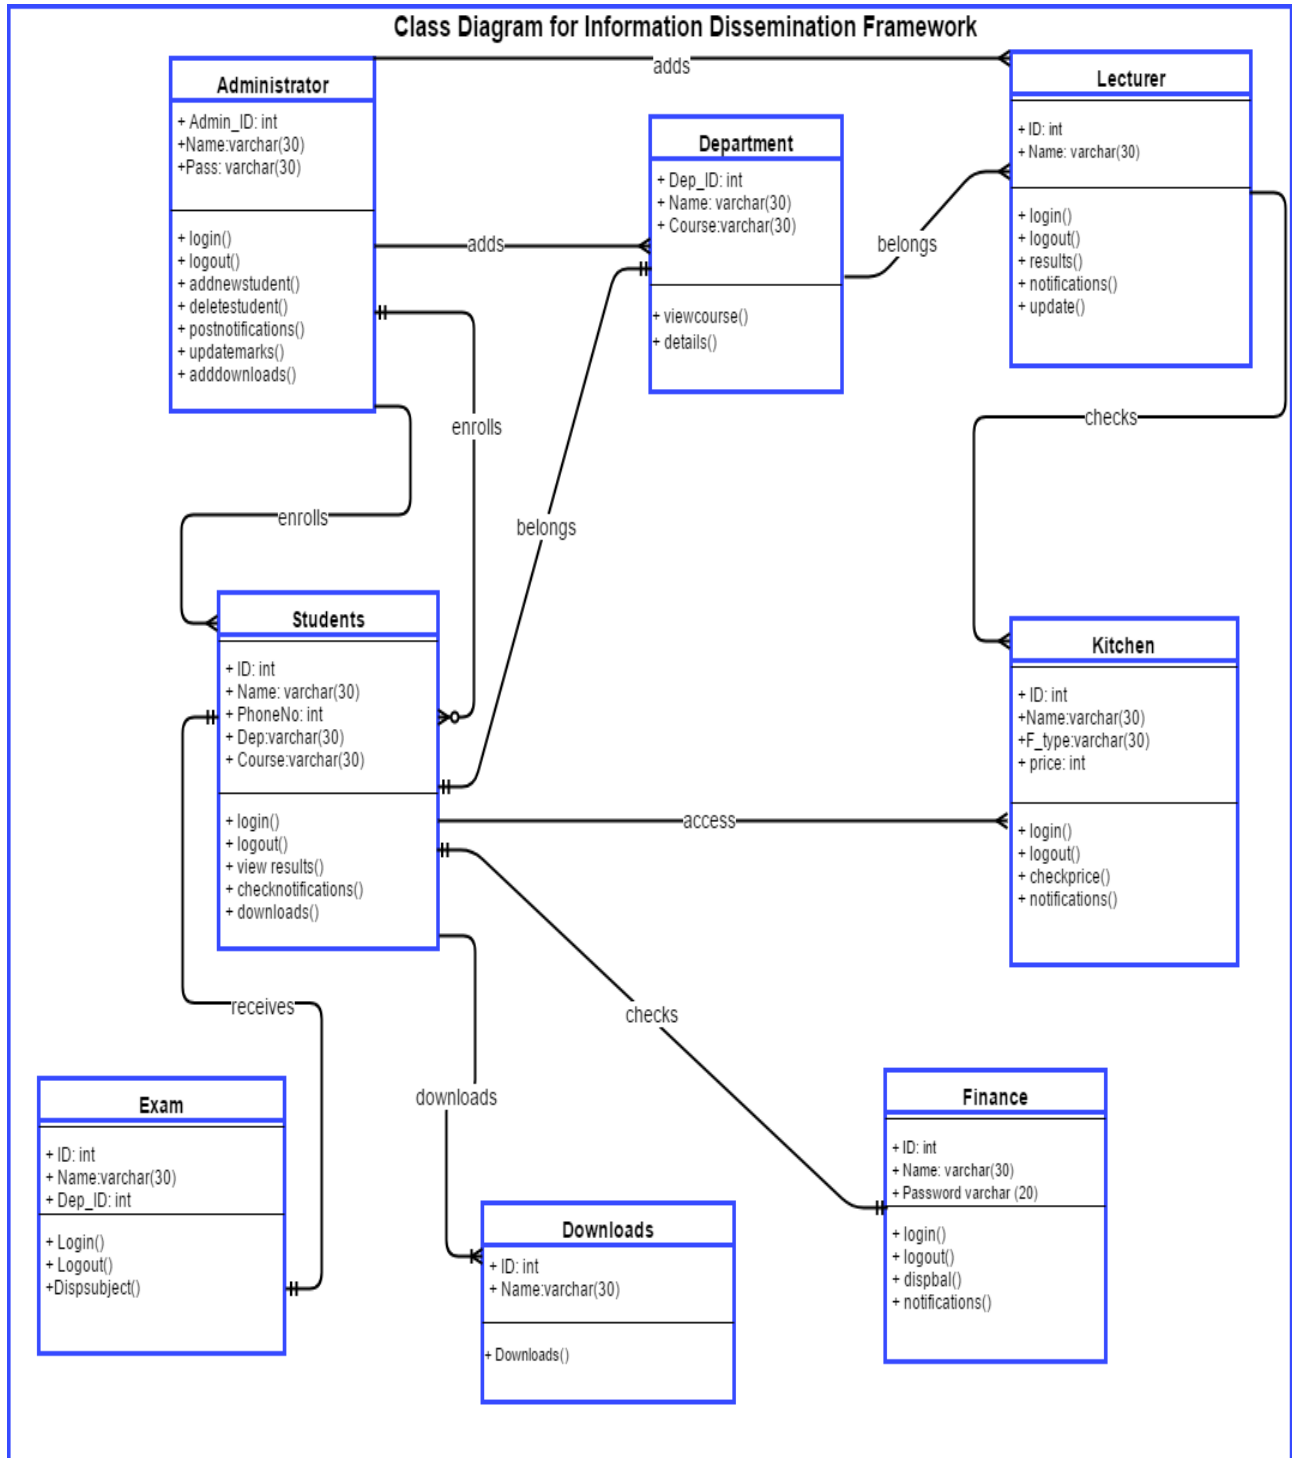 Class Diagram for Information Dissemination Framework
Administrator
+ Admin_ID: int
+Name:varchar(30)
+Pass: varchar(30)
+ login()
+ logout()
+ addnewstudent()
+ deletestudent()
+ postnotifications()
+ updatemarks()
+ adddownloads()
adds
Lecturer
+ ID: int
+ Name: varchar(30)
+ login()
+ logout()
+ results()
+ notifications()
+ update()
Department
+ Dep_ID: int
+ Name: varchar(30)
+ Course:varchar(30)
+ viewcourse()
+ details()
adds
belongs
checks
enrolls
enrolls
belongs
Students
+ ID: int
+ Name: varchar(30)
+ PhoneNo: int
+ Dep:varchar(30)
+ Course:varchar(30)
+ login()
+ logout()
+ view results()
+ checknotifications()
+ downloads()
access
Kitchen
+ ID: int
+Name:varchar(30)
+F_type:varchar(30)
+ price: int
+ login()
+ logout()
+ checkprice()
+ notifications()
receives
checks
downloads
Exam
+ ID: int
+ Name:varchar(30)
+ Dep_ID: int
+ Login()
+ Logout()
+Dispsubject()
Downloads
+ ID: int
+ Name:varchar(30)
+ Downloads()
Finance
+ ID: int
+ Name: varchar(30)
+ Password varchar (20)
+ login()
+ logout()
+ dispbal()
+ notifications()